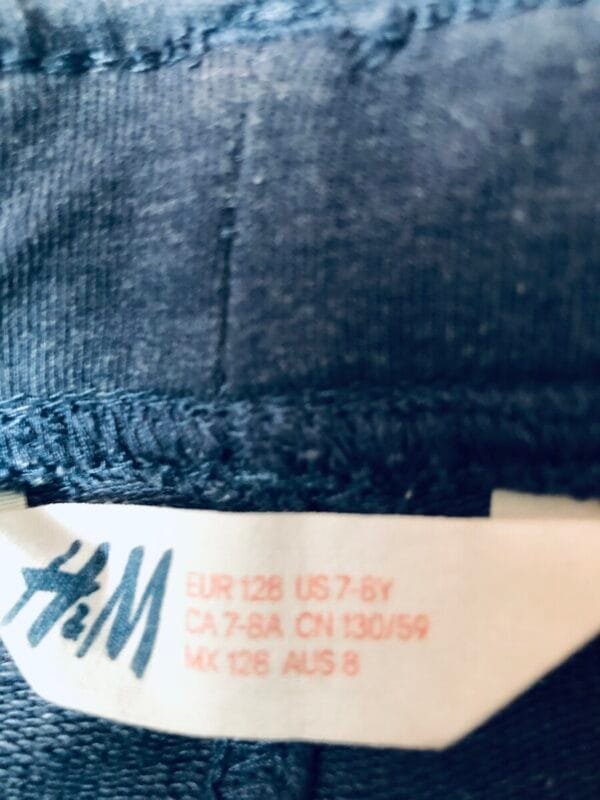 H&M
EUR 128 US 7-8Y
CA 7-8A CN 130/59
MX 128 AUS 8